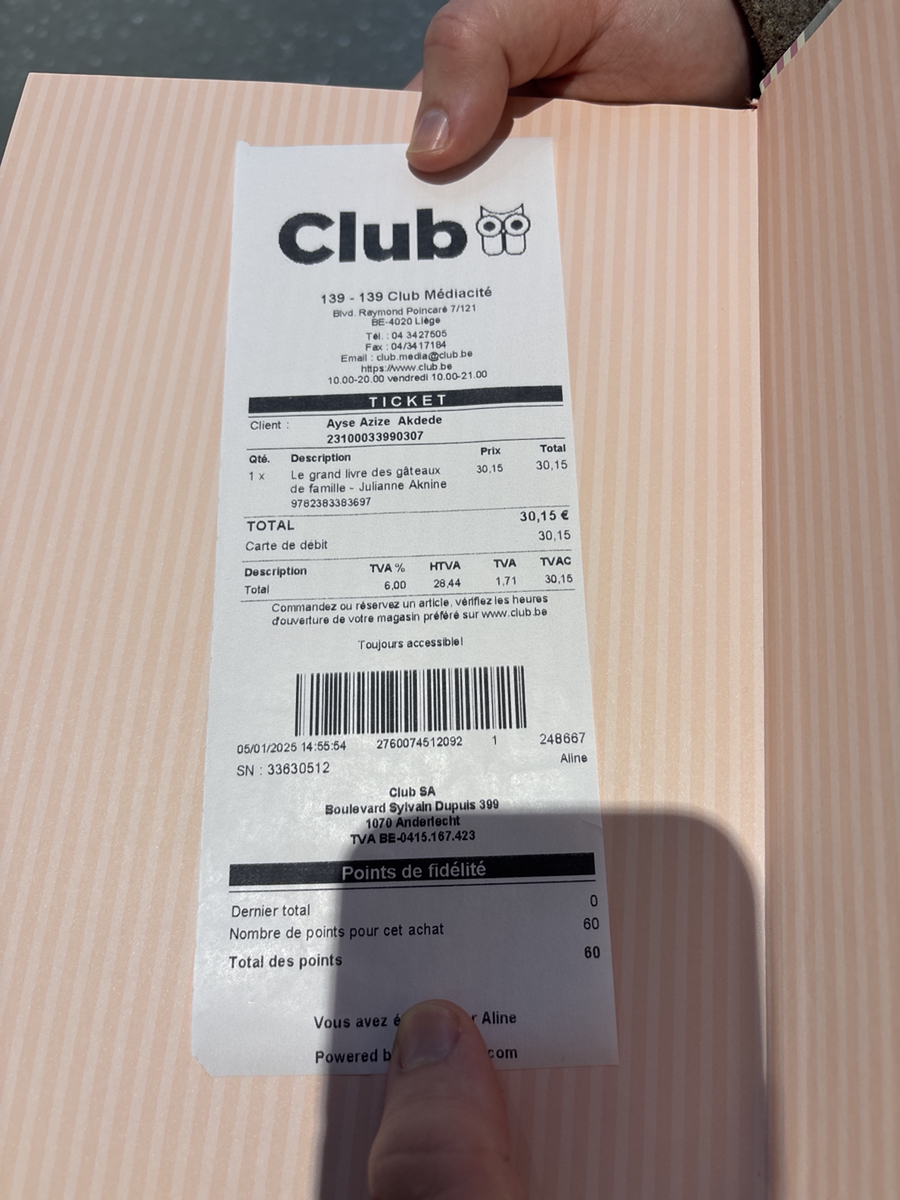 Club
139 - 139 Club Médiacité
Blvd. Raymond Poincaré 7/121
BE-4020 Liège
Tél. : 04 3427505
Fax : 04/3417184
Email : club.media@club.be
https://www.club.be
10.00-20.00 vendredi 10.00-21.00
TICKET
Client : Ayse Azize Akdede
23100033990307
Qté. Description Prix Total
1 x Le grand livre des gâteaux 30,15 30,15
de famille - Julianne Aknine
9782383383697
TOTAL 30,15 €
Carte de débit 30,15
Description TVA % HTVA TVA TVAC
Total 6,00 28,44 1,71 30,15
Commandez ou réservez un article, vérifiez les heures
d'ouverture de votre magasin préféré sur www.club.be
Toujours accessible!
05/01/2025 14:55:54 2760074512092 1 248667
SN : 33630512 Aline
Club SA
Boulevard Sylvain Dupuis 399
1070 Anderlecht
TVA BE-0415.167.423
Points de fidélité
Dernier total 0
Nombre de points pour cet achat 60
Total des points 60
Vous avez Aline
Powered com